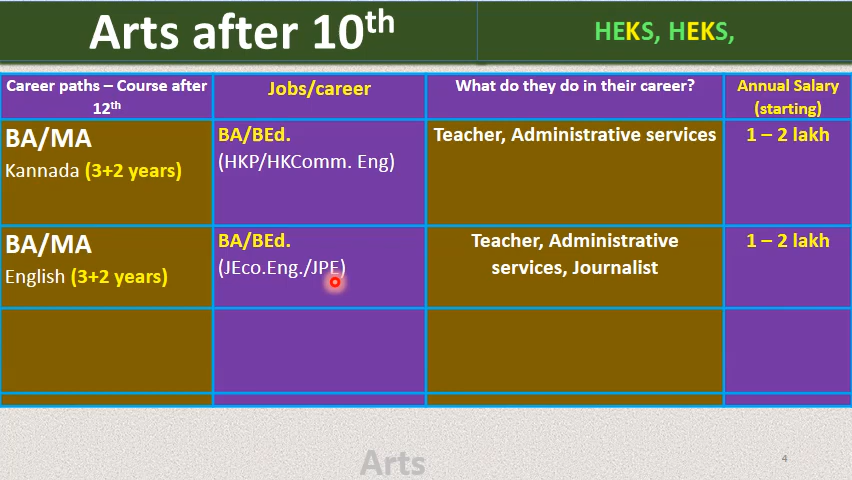 Arts after 10th
HEKS, HEKS,
Career paths – Course after
12th
Jobs/career
What do they do in their career?
Annual Salary
(starting)
BA/MA
Kannada (3+2 years)
BA/BEd.
(HKP/HKComm. Eng)
Teacher, Administrative services
1 – 2 lakh
BA/MA
English (3+2 years)
BA/BEd.
(JEco.Eng./JPE)
Teacher, Administrative
services, Journalist
1 – 2 lakh
Arts
4